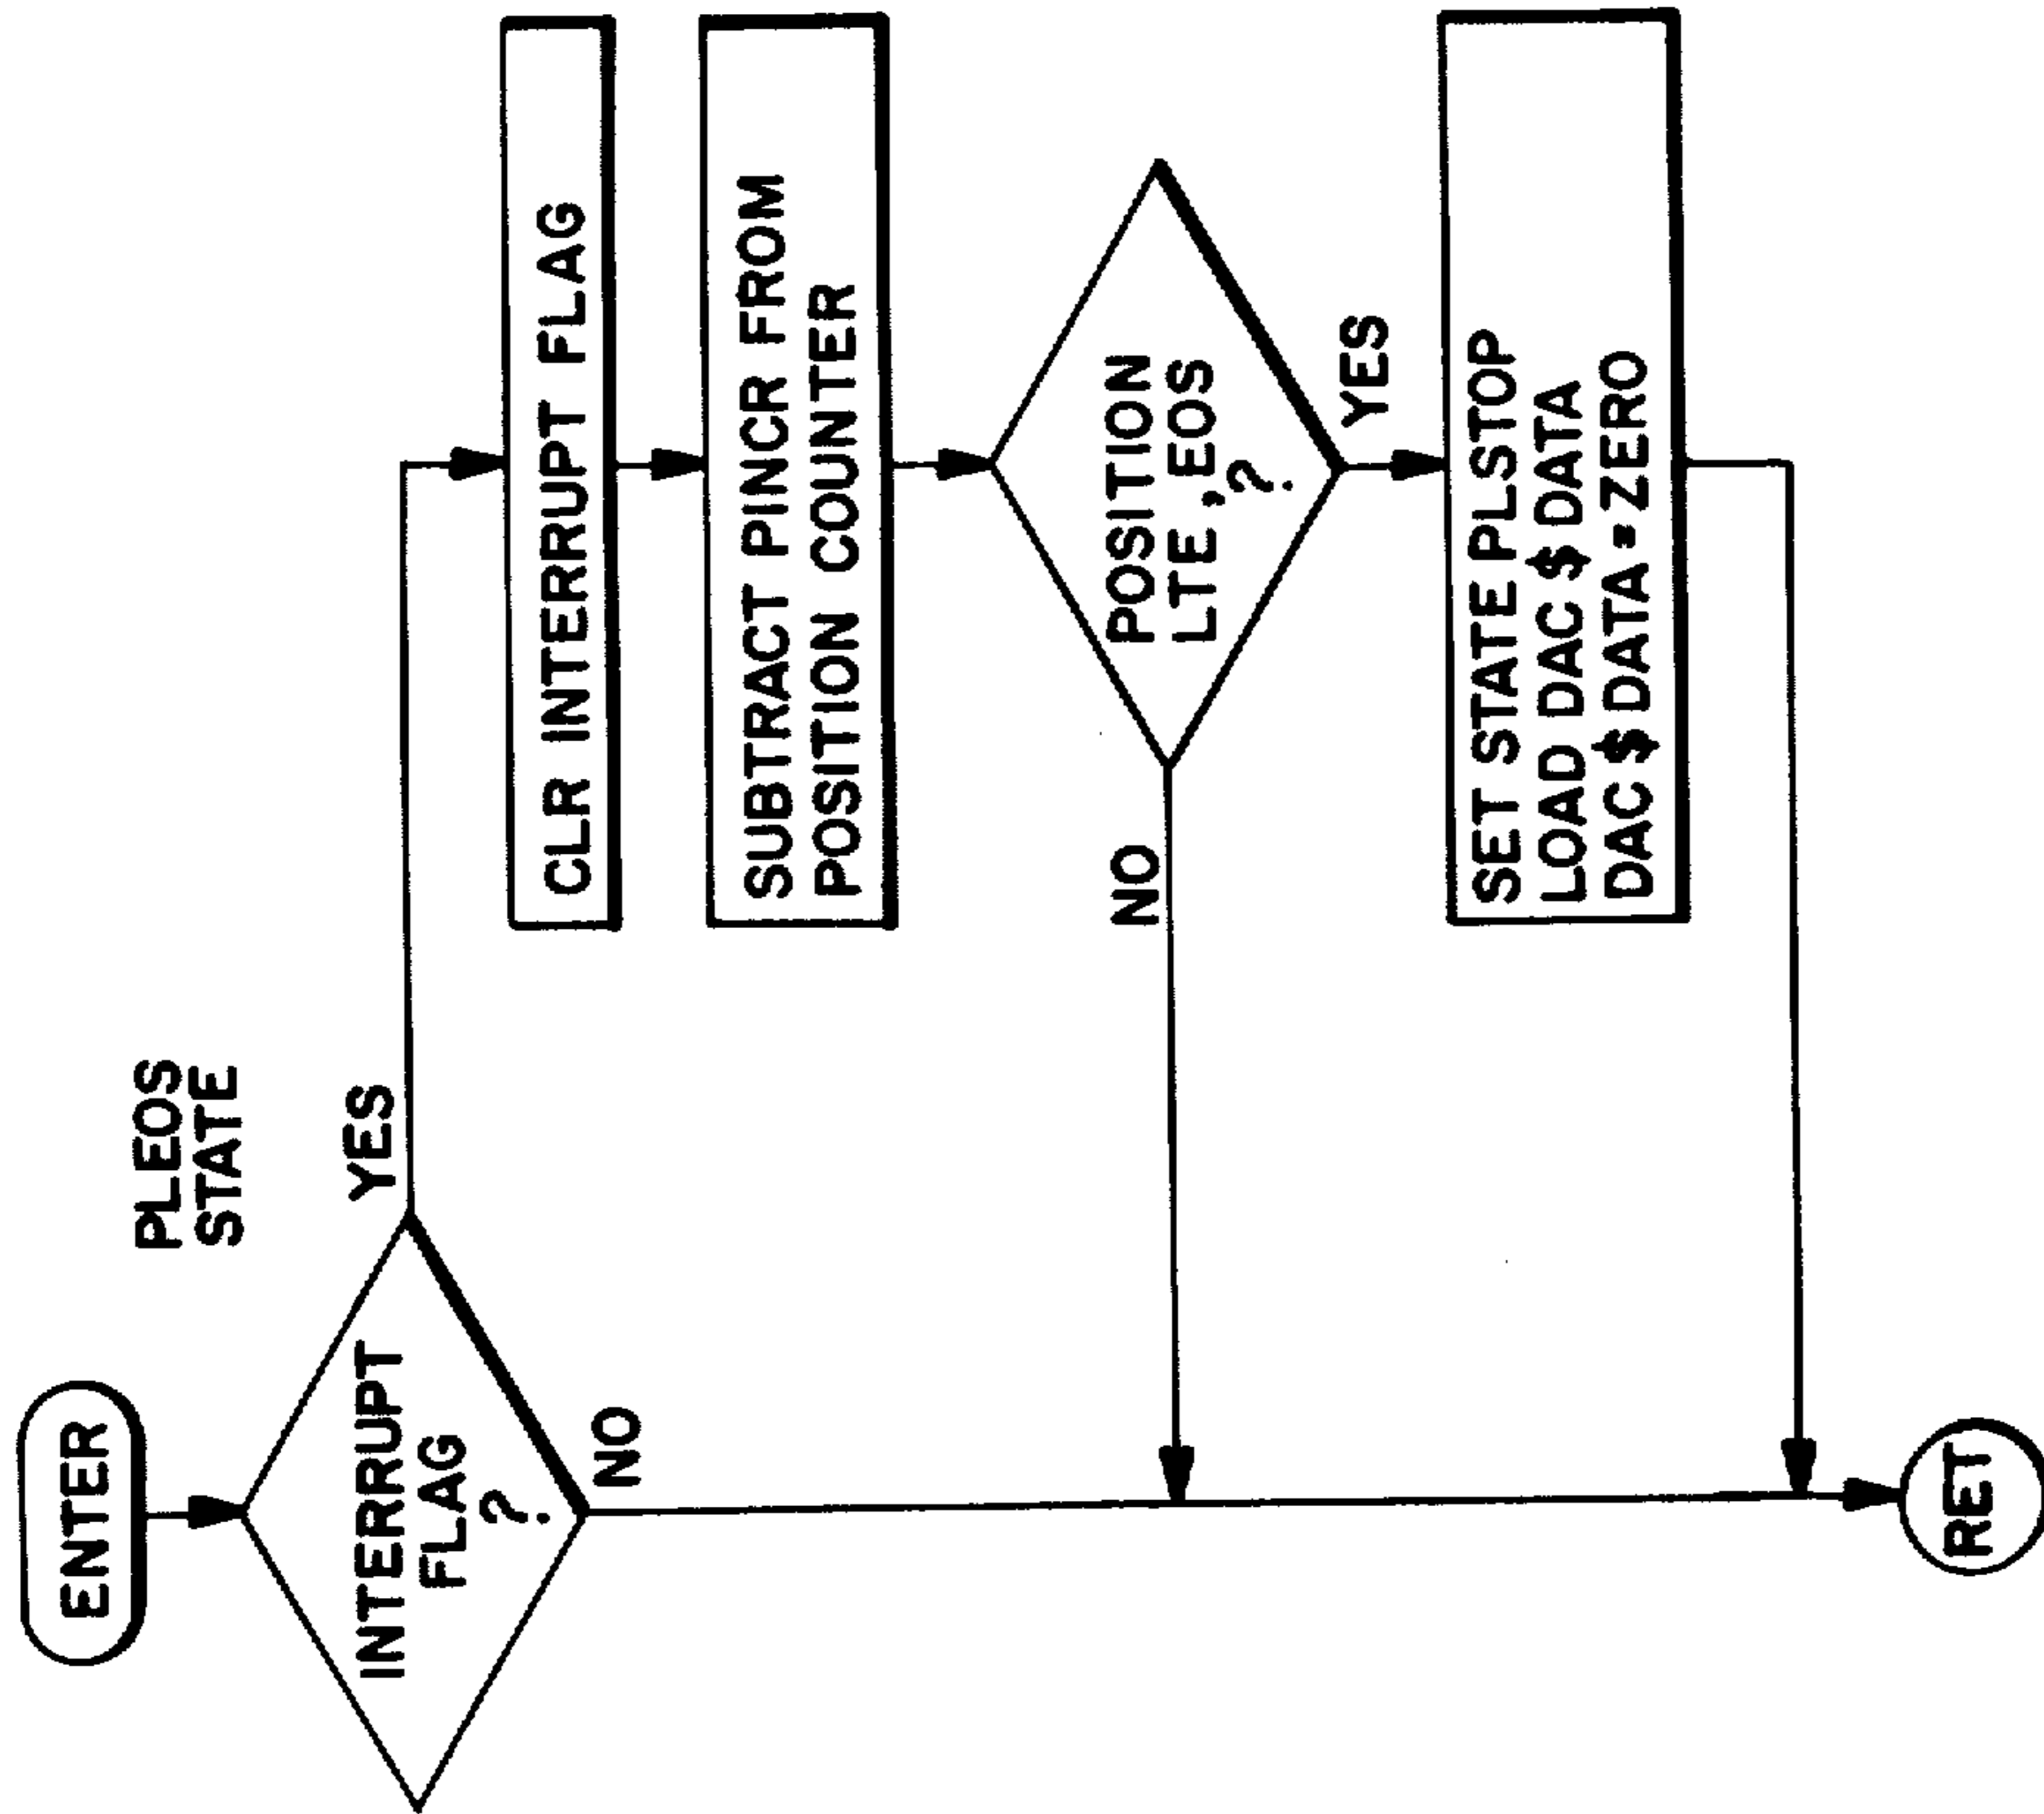 PLEOS
STATE
ENTER
INTERRUPT
FLAG
?
YES
NO
CLR INTERRUPT FLAG
SUBTRACT PINCR FROM
POSITION COUNTER
POSITION
LTE ,EOS
?
NO
YES
SET STATE PLSTOP
LOAD DAC $ DATA
DAC $ DATA = ZERO
RET